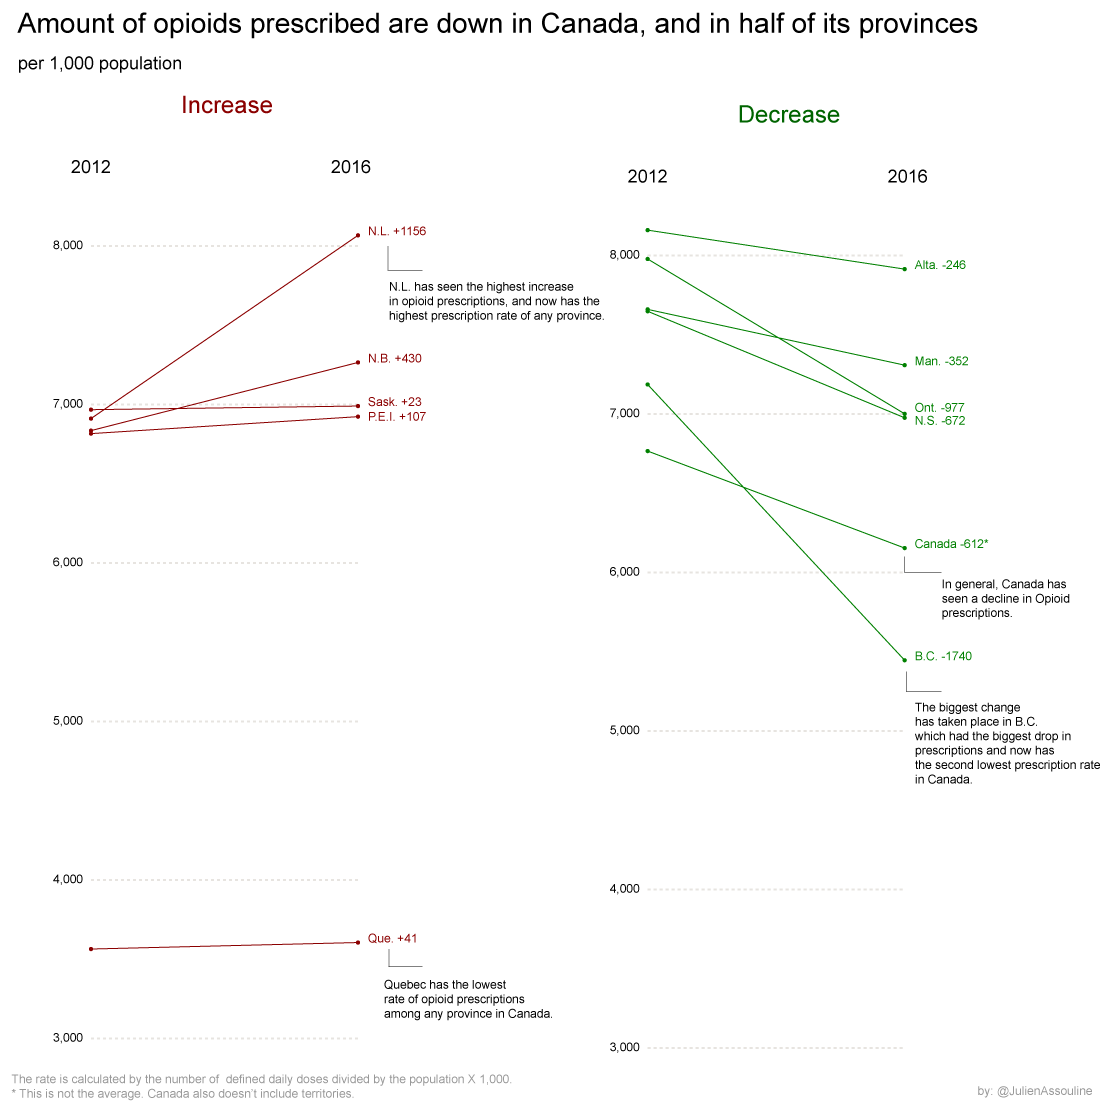 Amount of opioids prescribed are down in Canada, and in half of its provinces
per 1,000 population
Increase
2012
2016
8,000
7,000
6,000
5,000
4,000
3,000
N.L. +1156
N.L. has seen the highest increase
in opioid prescriptions, and now has the
highest prescription rate of any province.
N.B. +430
Sask. +23
P.E.I. +107
Que. +41
Quebec has the lowest
rate of opioid prescriptions
among any province in Canada.
Decrease
2012
2016
8,000
7,000
6,000
5,000
4,000
3,000
Alta. -246
Man. -352
Ont. -977
N.S. -672
Canada -612*
In general, Canada has
seen a decline in Opioid
prescriptions.
B.C. -1740
The biggest change
has taken place in B.C.
which had the biggest drop in
prescriptions and now has
the second lowest prescription rate
in Canada.
The rate is calculated by the number of  defined daily doses divided by the population X 1,000.
* This is not the average. Canada also doesn't include territories.
by: @JulienAssouline